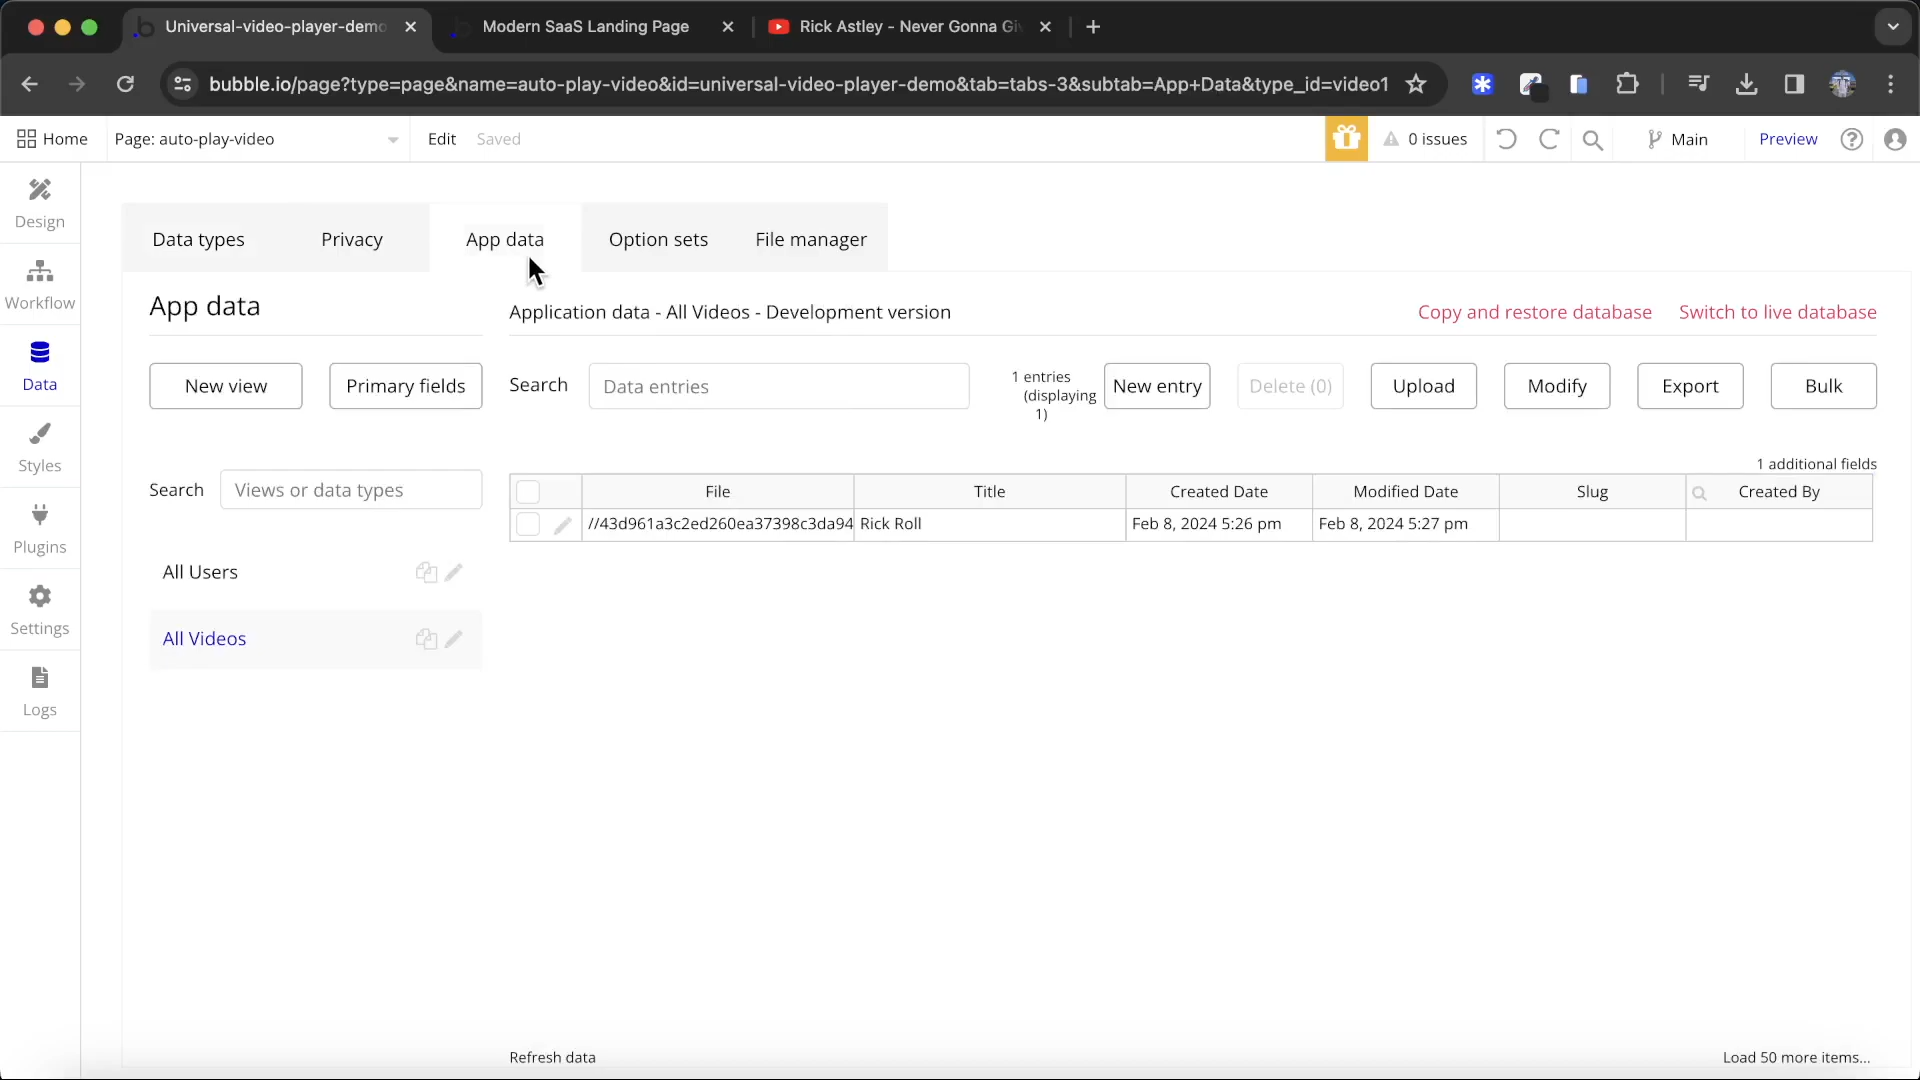 Universal-video-player-demo
Modern SaaS Landing Page
Rick Astley - Never Gonna Gi
bubble.io/page?type=page&name=auto-play-video&id=universal-video-player-demo&tab=tabs-3&subtab=App+Data&type_id=video1
Home
Page: auto-play-video
Edit
Saved
0 issues
Main
Preview
Design
Workflow
Data
Styles
Plugins
Settings
Logs
Data types
Privacy
App data
Option sets
File manager
App data
Application data - All Videos - Development version
Copy and restore database
Switch to live database
New view
Primary fields
Search
Data entries
1 entries
(displaying
1)
New entry
Delete (0)
Upload
Modify
Export
Bulk
Search
Views or data types
1 additional fields
File
Title
Created Date
Modified Date
Slug
Created By
//43d961a3c2ed260ea37398c3da94
Rick Roll
Feb 8, 2024 5:26 pm
Feb 8, 2024 5:27 pm
All Users
All Videos
Refresh data
Load 50 more items...